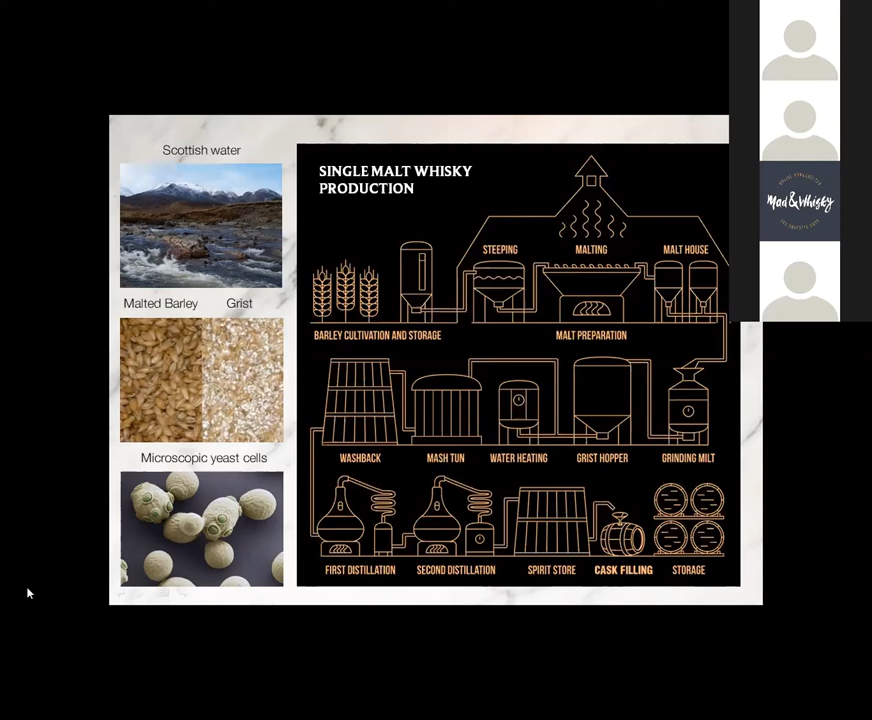 Scottish water
Malted Barley Grist
Microscopic yeast cells
SINGLE MALT WHISKY
PRODUCTION
STEEPING MALTING MALT HOUSE
BARLEY CULTIVATION AND STORAGE MALT PREPARATION
WASHBACK MASH TUN WATER HEATING GRIST HOPPER GRINDING MILT
FIRST DISTILLATION SECOND DISTILLATION SPIRIT STORE CASK FILLING STORAGE
Mad&Whisky